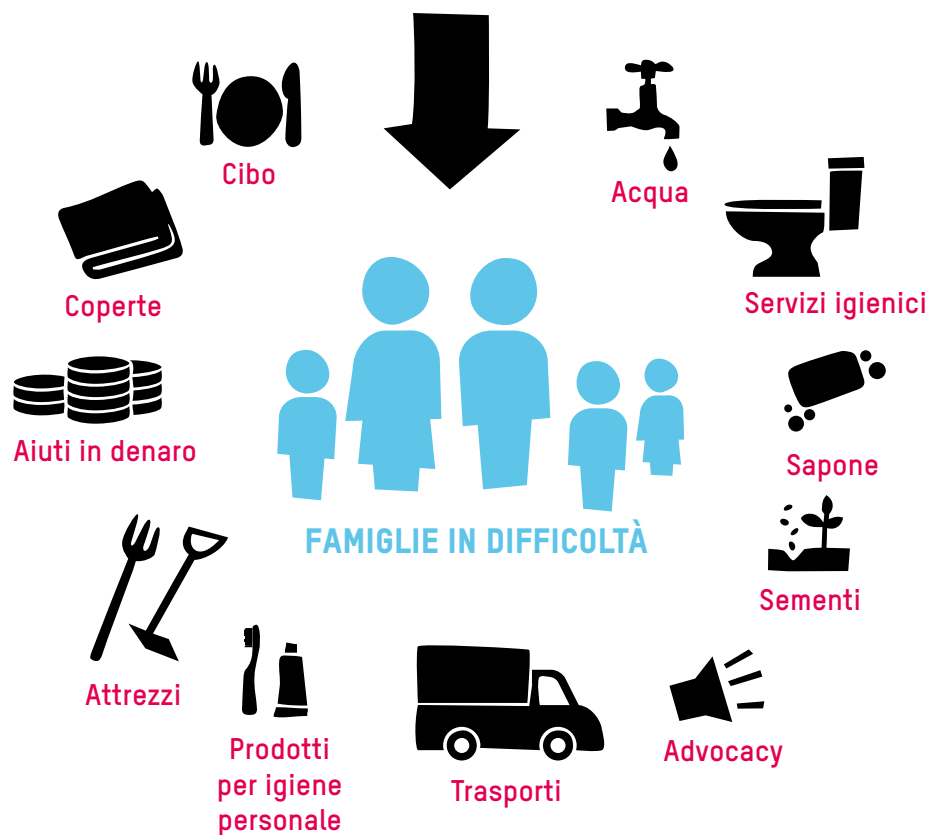 Cibo
Acqua
Coperte
Servizi igienici
Aiuti in denaro
Sapone
FAMIGLIE IN DIFFICOLTÀ
Sementi
Attrezzi
Prodotti
per igiene
personale
Trasporti
Advocacy